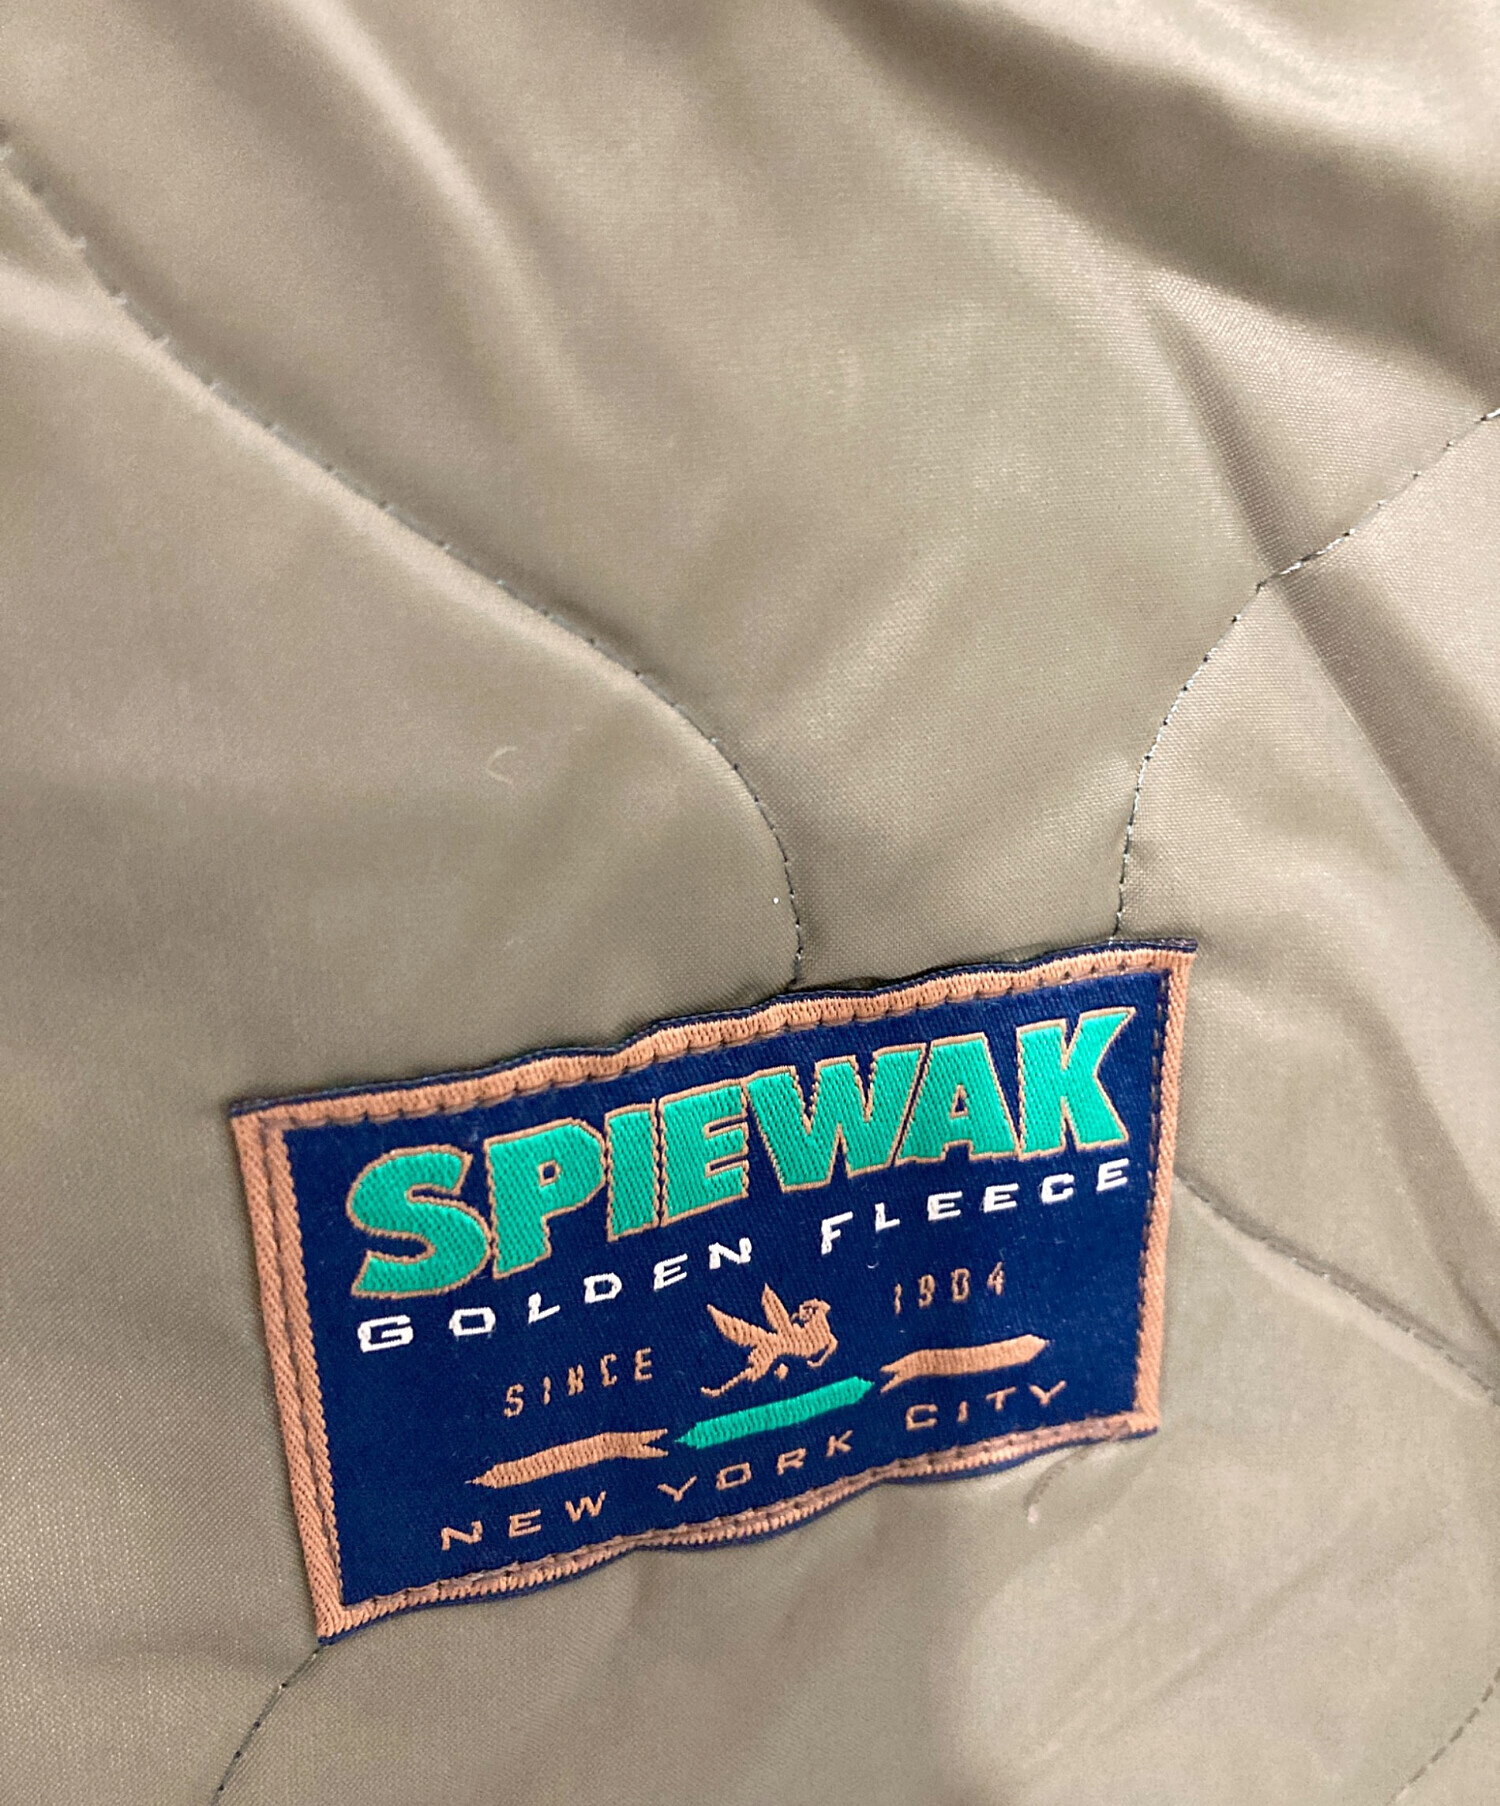 SPIEWAK
GOLDEN FLEECE
SINCE 1904
NEW YORK CITY